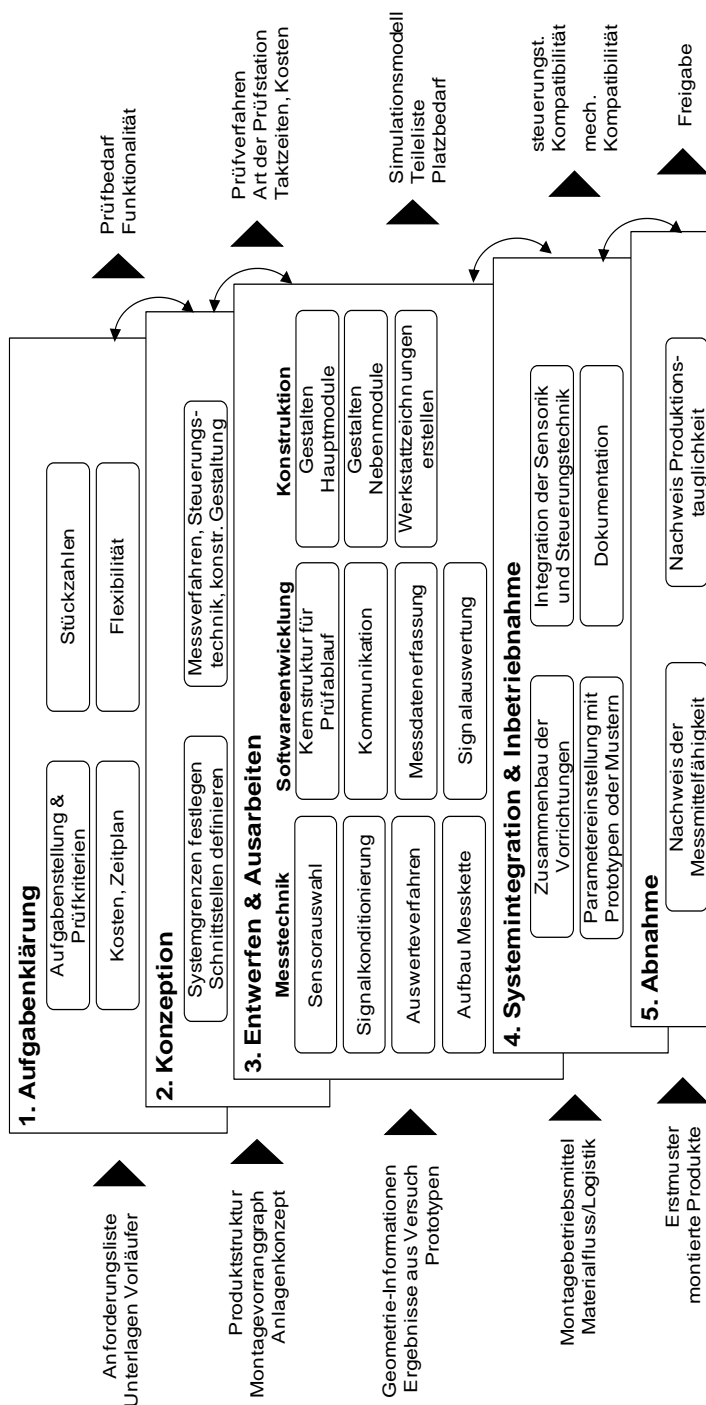 Anforderungsliste
Unterlagen Vorläufer
1. Aufgabenklärung
Aufgabenstellung &
Prüfkriterien
Stückzahlen
Kosten, Zeitplan
Flexibilität
Prüfbedarf
Funktionalität
Produktstruktur
Montagevorranggraph
Anlagenkonzept
2. Konzeption
Systemgrenzen festlegen
Schnittstellen definieren
Messverfahren, Steuerungs-
technik, konstr. Gestaltung
Prüfverfahren
Art der Prüfstation
Taktzeiten, Kosten
Geometrie-Informationen
Ergebnisse aus Versuch
Prototypen
3. Entwerfen & Ausarbeiten
Messtechnik
Sensorauswahl
Signalkonditionierung
Auswerteverfahren
Aufbau Messkette
Softwareentwicklung
Kernstruktur für
Prüfablauf
Kommunikation
Messdatenerfassung
Signalauswertung
Konstruktion
Gestalten
Hauptmodule
Gestalten
Nebenmodule
Werkstattzeichnungen
erstellen
Simulationsmodell
Teileliste
Platzbedarf
Montagebetriebsmittel
Materialfluss/Logistik
4. Systemintegration & Inbetriebnahme
Zusammenbau der
Vorrichtungen
Integration der Sensorik
und Steuerungstechnik
Parametereinstellung mit
Prototypen oder Mustern
Dokumentation
steuerungst.
Kompatibilität
mech.
Kompatibilität
Erstmuster
montierte Produkte
5. Abnahme
Nachweis der
Messmittelfähigkeit
Nachweis Produktions-
tauglichkeit
Freigabe